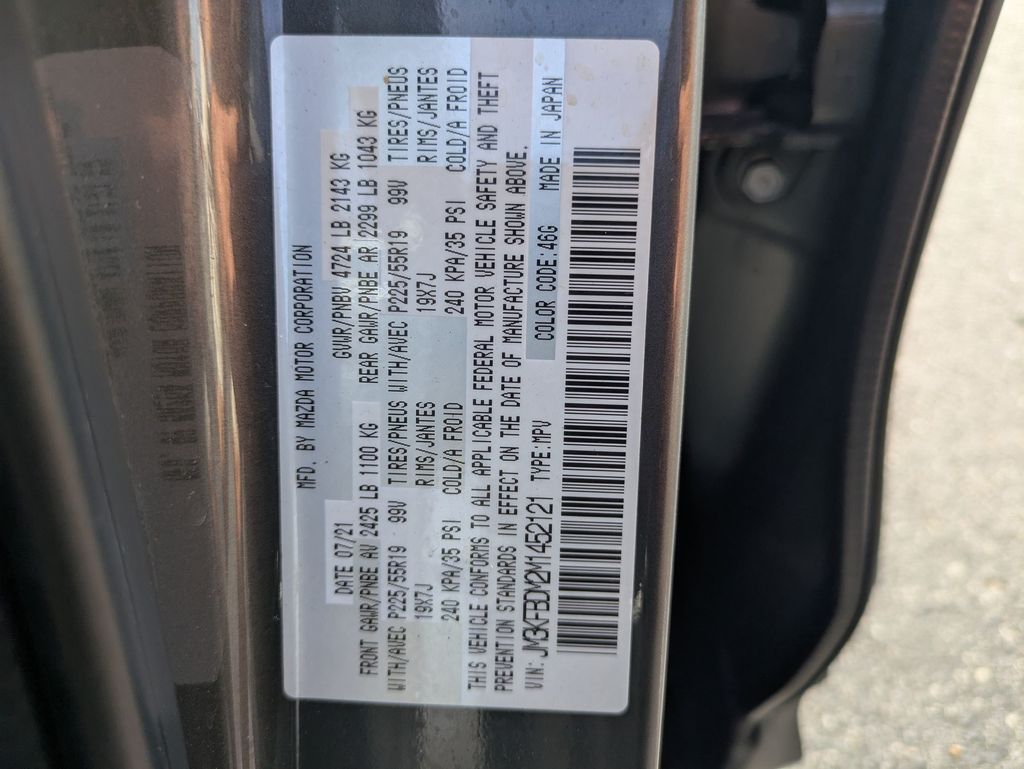 MFD. BY MAZDA MOTOR CORPORATION
DATE 07/21 GVWR/PNBV 4724 LB 2143 KG
FRONT GAWR/PNBE AV 2425 LB 1100 KG REAR GAWR/PNBE AR 2299 LB 1043 KG
WITH/AVEC P225/55R19 99V TIRES/PNEUS WITH/AVEC P225/55R19 99V TIRES/PNEUS
19X7J RIMS/JANTES 19X7J RIMS/JANTES
240 KPA/35 PSI COLD/A FROID 240 KPA/35 PSI COLD/A FROID
THIS VEHICLE CONFORMS TO ALL APPLICABLE FEDERAL MOTOR VEHICLE SAFETY AND THEFT
PREVENTION STANDARDS IN EFFECT ON THE DATE OF MANUFACTURE SHOWN ABOVE.
VIN: JM3KFBDM2M1452121 TYPE:MPV COLOR CODE:46G MADE IN JAPAN